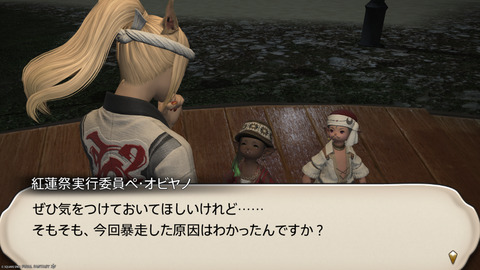 紅蓮祭実行委員ペ・オビヤノ
ぜひ気をつけておいてほしいけれど……
そもそも、今回暴走した原因はわかったんですか？